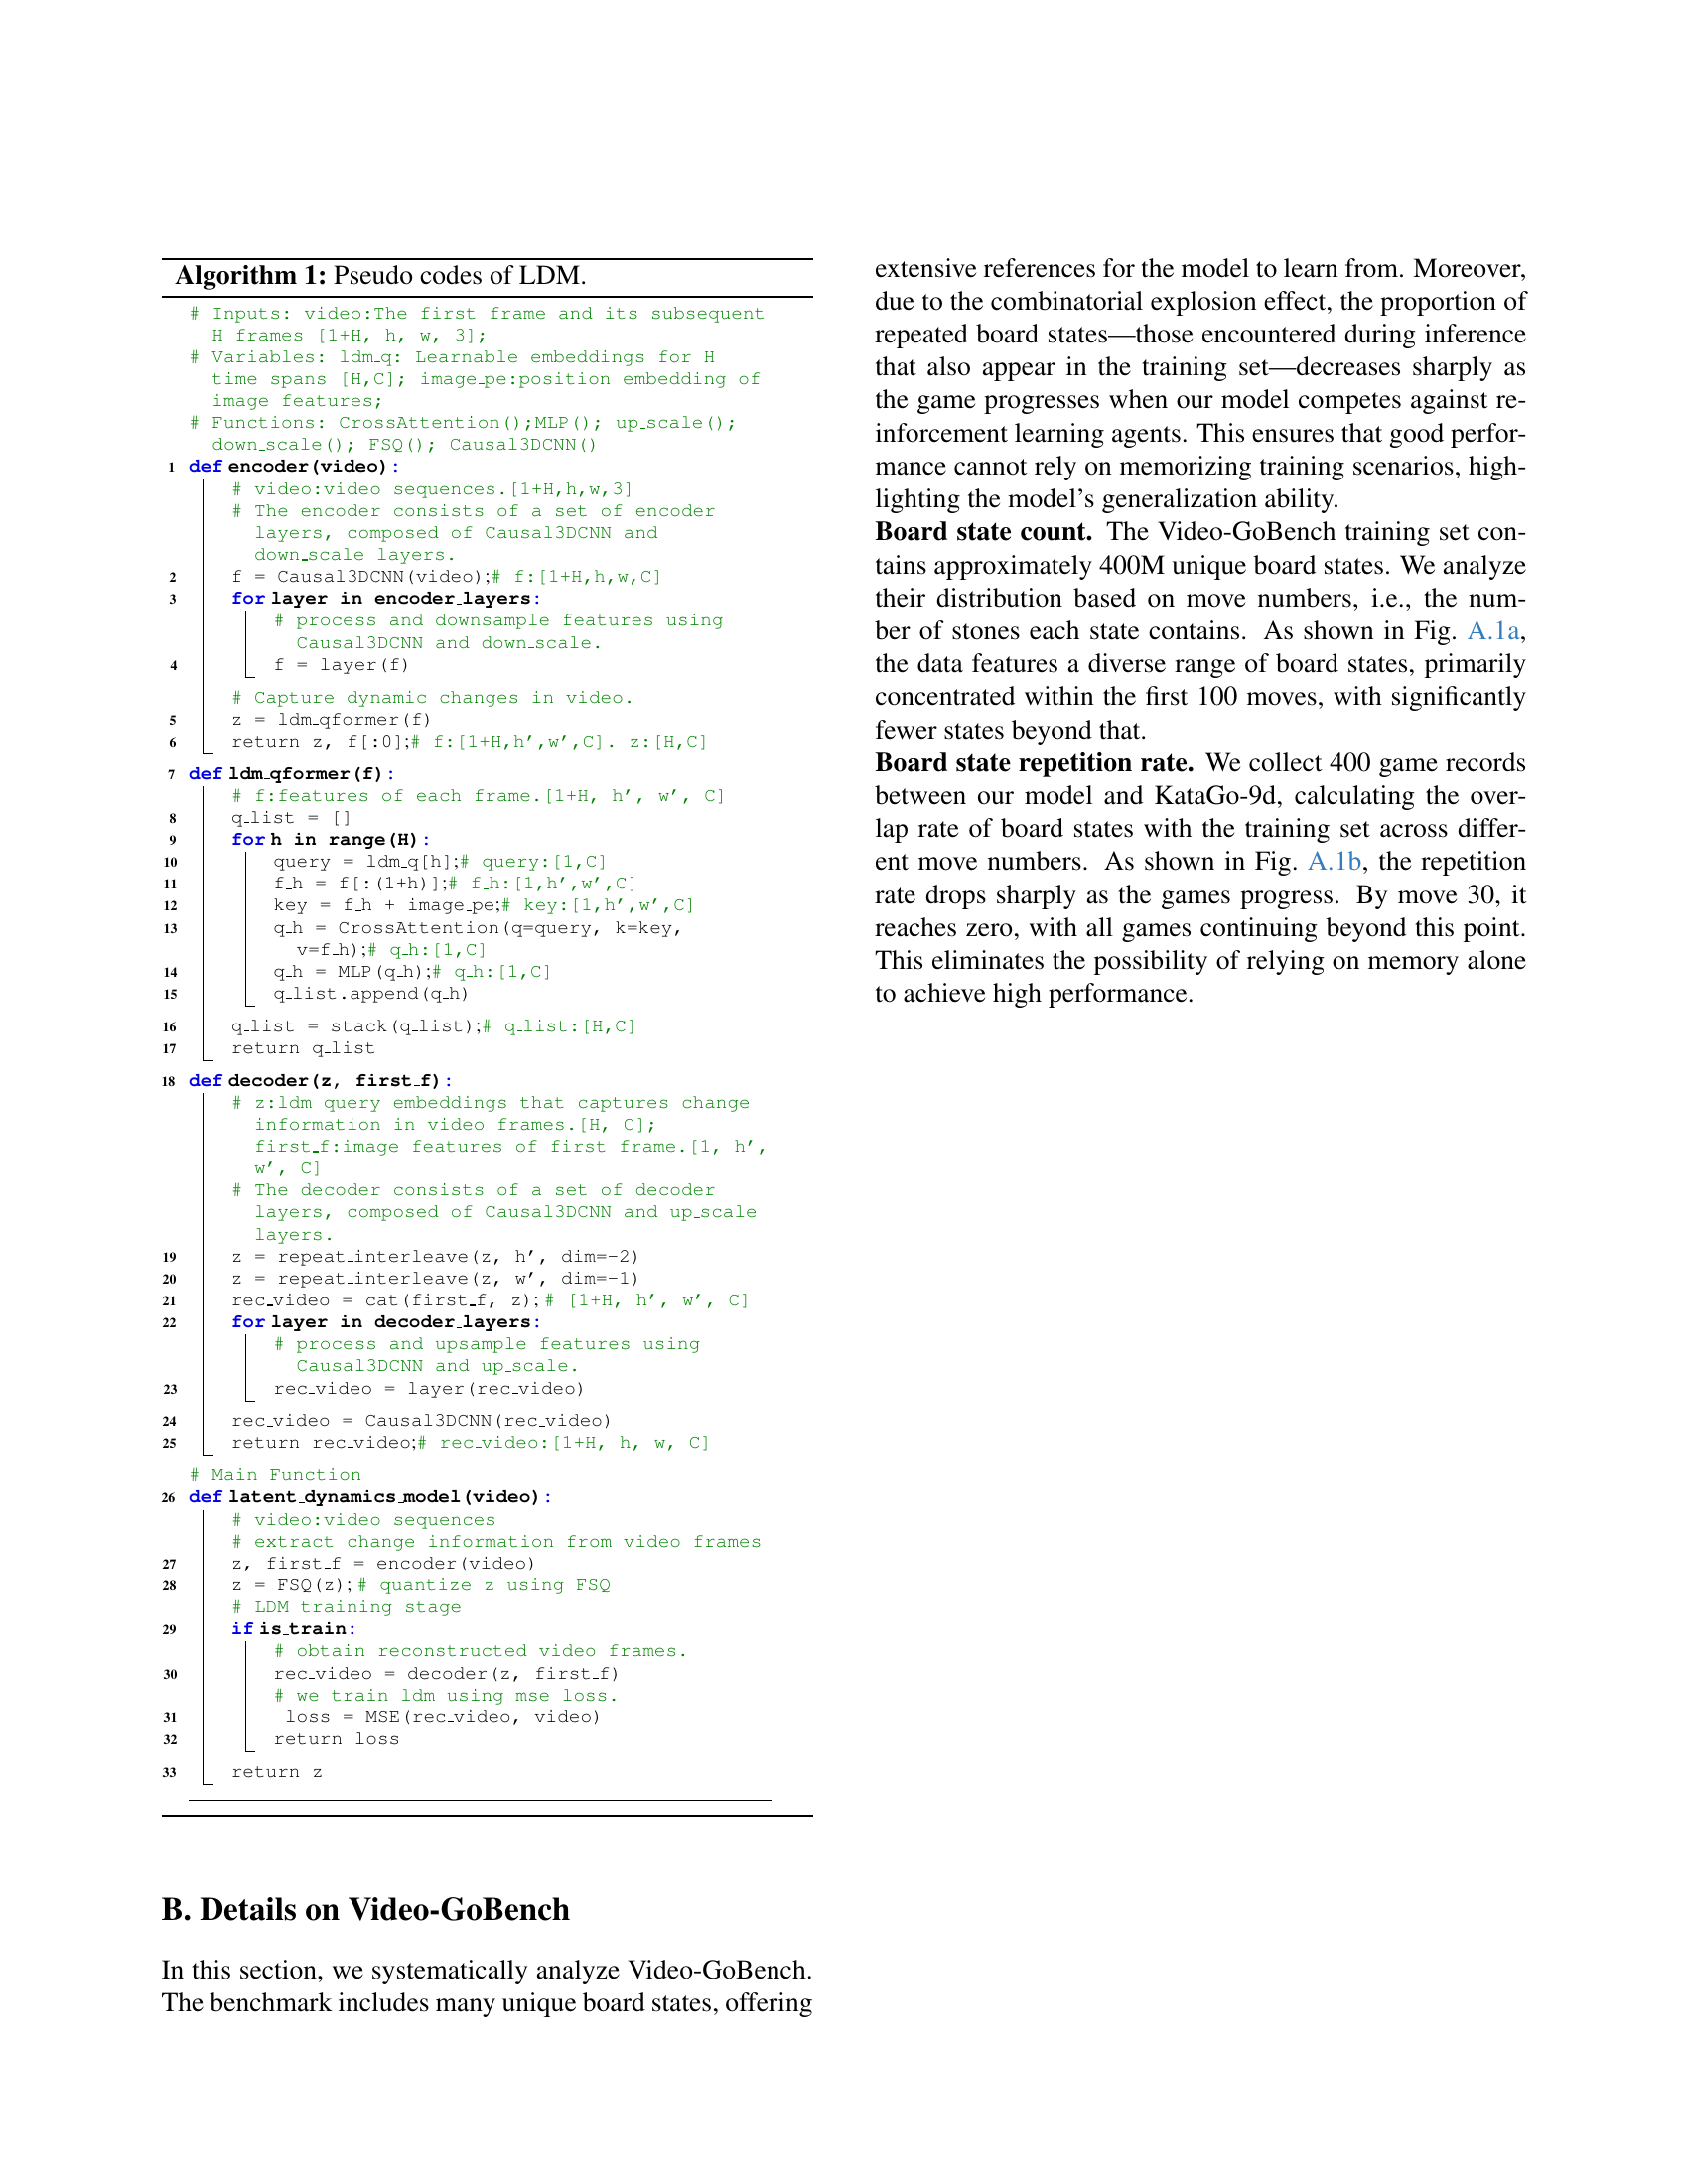 Algorithm 1: Pseudo codes of LDM.
# Inputs: video:The first frame and its subsequent
H frames [1+H, h, w, 3];
# Variables: ldm_q: Learnable embeddings for H
time spans [H,C]; image_pe:position embedding of
image features;
# Functions: CrossAttention();MLP(); up_scale();
down_scale(); FSQ(); Causal3DCNN()
1 def encoder(video):
# video:video sequences.[1+H,h,w,3]
# The encoder consists of a set of encoder
layers, composed of Causal3DCNN and
down_scale layers.
2 f = Causal3DCNN(video);# f:[1+H,h,w,C]
3 for layer in encoder_layers:
# process and downsample features using
Causal3DCNN and down_scale.
4 f = layer(f)
# Capture dynamic changes in video.
5 z = ldm_qformer(f)
6 return z, f[:0];# f:[1+H,h′,w′,C]. z:[H,C]
7 def ldm_qformer(f):
# f:features of each frame.[1+H, h′, w′, C]
8 q_list = []
9 for h in range(H):
10 query = ldm_q[h];# query:[1,C]
11 f_h = f[:(1+h)];# f_h:[1,h′,w′,C]
12 key = f_h + image_pe;# key:[1,h′,w′,C]
13 q_h = CrossAttention(q=query, k=key,
v=f_h);# q_h:[1,C]
14 q_h = MLP(q_h);# q_h:[1,C]
15 q_list.append(q_h)
16 q_list = stack(q_list);# q_list:[H,C]
17 return q_list
18 def decoder(z, first_f):
# z:ldm query embeddings that captures change
information in video frames.[H, C];
first_f:image features of first frame.[1, h′,
w′, C]
# The decoder consists of a set of decoder
layers, composed of Causal3DCNN and up_scale
layers.
19 z = repeat_interleave(z, h′, dim=-2)
20 z = repeat_interleave(z, w′, dim=-1)
21 rec_video = cat(first_f, z);# [1+H, h′, w′, C]
22 for layer in decoder_layers:
# process and upsample features using
Causal3DCNN and up_scale.
23 rec_video = layer(rec_video)
24 rec_video = Causal3DCNN(rec_video)
25 return rec_video;# rec_video:[1+H, h, w, C]
# Main Function
26 def latent_dynamics_model(video):
# video:video sequences
# extract change information from video frames
27 z, first_f = encoder(video)
28 z = FSQ(z);# quantize z using FSQ
# LDM training stage
29 if is_train:
# obtain reconstructed video frames.
30 rec_video = decoder(z, first_f)
# we train ldm using mse loss.
31 loss = MSE(rec_video, video)
32 return loss
33 return z
B. Details on Video-GoBench
In this section, we systematically analyze Video-GoBench.
The benchmark includes many unique board states, offering
extensive references for the model to learn from. Moreover,
due to the combinatorial explosion effect, the proportion of
repeated board states—those encountered during inference
that also appear in the training set—decreases sharply as
the game progresses when our model competes against re-
inforcement learning agents. This ensures that good perfor-
mance cannot rely on memorizing training scenarios, high-
lighting the model's generalization ability.
Board state count. The Video-GoBench training set con-
tains approximately 400M unique board states. We analyze
their distribution based on move numbers, i.e., the num-
ber of stones each state contains. As shown in Fig. A.1a,
the data features a diverse range of board states, primarily
concentrated within the first 100 moves, with significantly
fewer states beyond that.
Board state repetition rate. We collect 400 game records
between our model and KataGo-9d, calculating the over-
lap rate of board states with the training set across differ-
ent move numbers. As shown in Fig. A.1b, the repetition
rate drops sharply as the games progress. By move 30, it
reaches zero, with all games continuing beyond this point.
This eliminates the possibility of relying on memory alone
to achieve high performance.